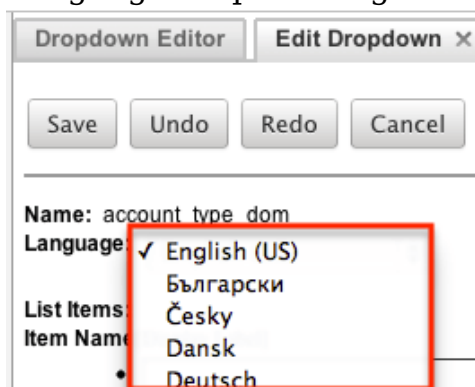 Dropdown Editor Edit Dropdown ×
Save Undo Redo Cancel
Name: account_type_dom
Language: ✓ English (US)
Български
List Items:
Česky
Item Name
Dansk
Deutsch